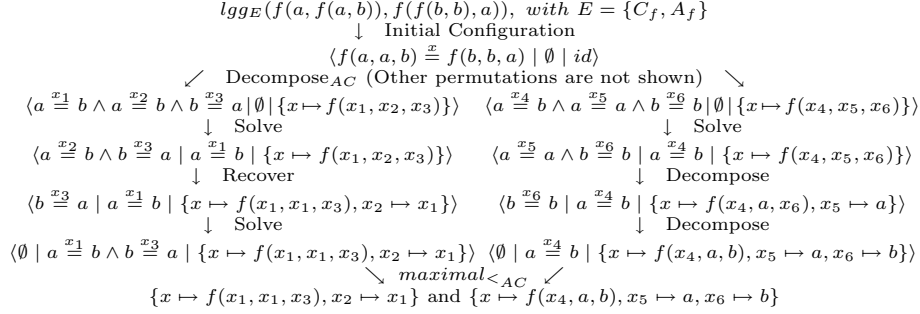 lgg_E(f(a, f(a, b)), f(f(b, b), a)), with E = {C_f, A_f}
↓ Initial Configuration
⟨f(a, a, b) ≝^x f(b, b, a) | ∅ | id⟩
↙ Decompose_AC (Other permutations are not shown) ↘
⟨a =^{x_1} b ∧ a =^{x_2} b ∧ b =^{x_3} a | ∅ | {x ↦ f(x_1, x_2, x_3)}⟩ ⟨a =^{x_4} b ∧ a =^{x_5} a ∧ b =^{x_6} b | ∅ | {x ↦ f(x_4, x_5, x_6)}⟩
↓ Solve ↓ Solve
⟨a =^{x_2} b ∧ b =^{x_3} a | a =^{x_1} b | {x ↦ f(x_1, x_2, x_3)}⟩ ⟨a =^{x_5} a ∧ b =^{x_6} b | a =^{x_4} b | {x ↦ f(x_4, x_5, x_6)}⟩
↓ Recover ↓ Decompose
⟨b =^{x_3} a | a =^{x_1} b | {x ↦ f(x_1, x_1, x_3), x_2 ↦ x_1}⟩ ⟨b =^{x_6} b | a =^{x_4} b | {x ↦ f(x_4, a, x_6), x_5 ↦ a}⟩
↓ Solve ↓ Decompose
⟨∅ | a =^{x_1} b ∧ b =^{x_3} a | {x ↦ f(x_1, x_1, x_3), x_2 ↦ x_1}⟩ ⟨∅ | a =^{x_4} b | {x ↦ f(x_4, a, b), x_5 ↦ a, x_6 ↦ b}⟩
↘ maximal_{<_AC} ↙
{x ↦ f(x_1, x_1, x_3), x_2 ↦ x_1} and {x ↦ f(x_4, a, b), x_5 ↦ a, x_6 ↦ b}